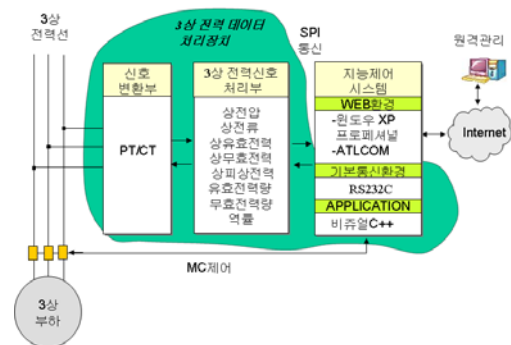 3상
전력선
3상 전력 데이터
처리장치
SPI
통신
원격관리
신호
변환부
PT/CT
3상 전력신호
처리부
상전압
상전류
상유효전력
상무효전력
상피상전력
유효전력량
무효전력량
역률
지능제어
시스템
WEB환경
-윈도우 XP
프로페셔널
-ATLCOM
기본통신환경
RS232C
APPLICATION
비쥬얼C++
Internet
MC제어
3상
부하